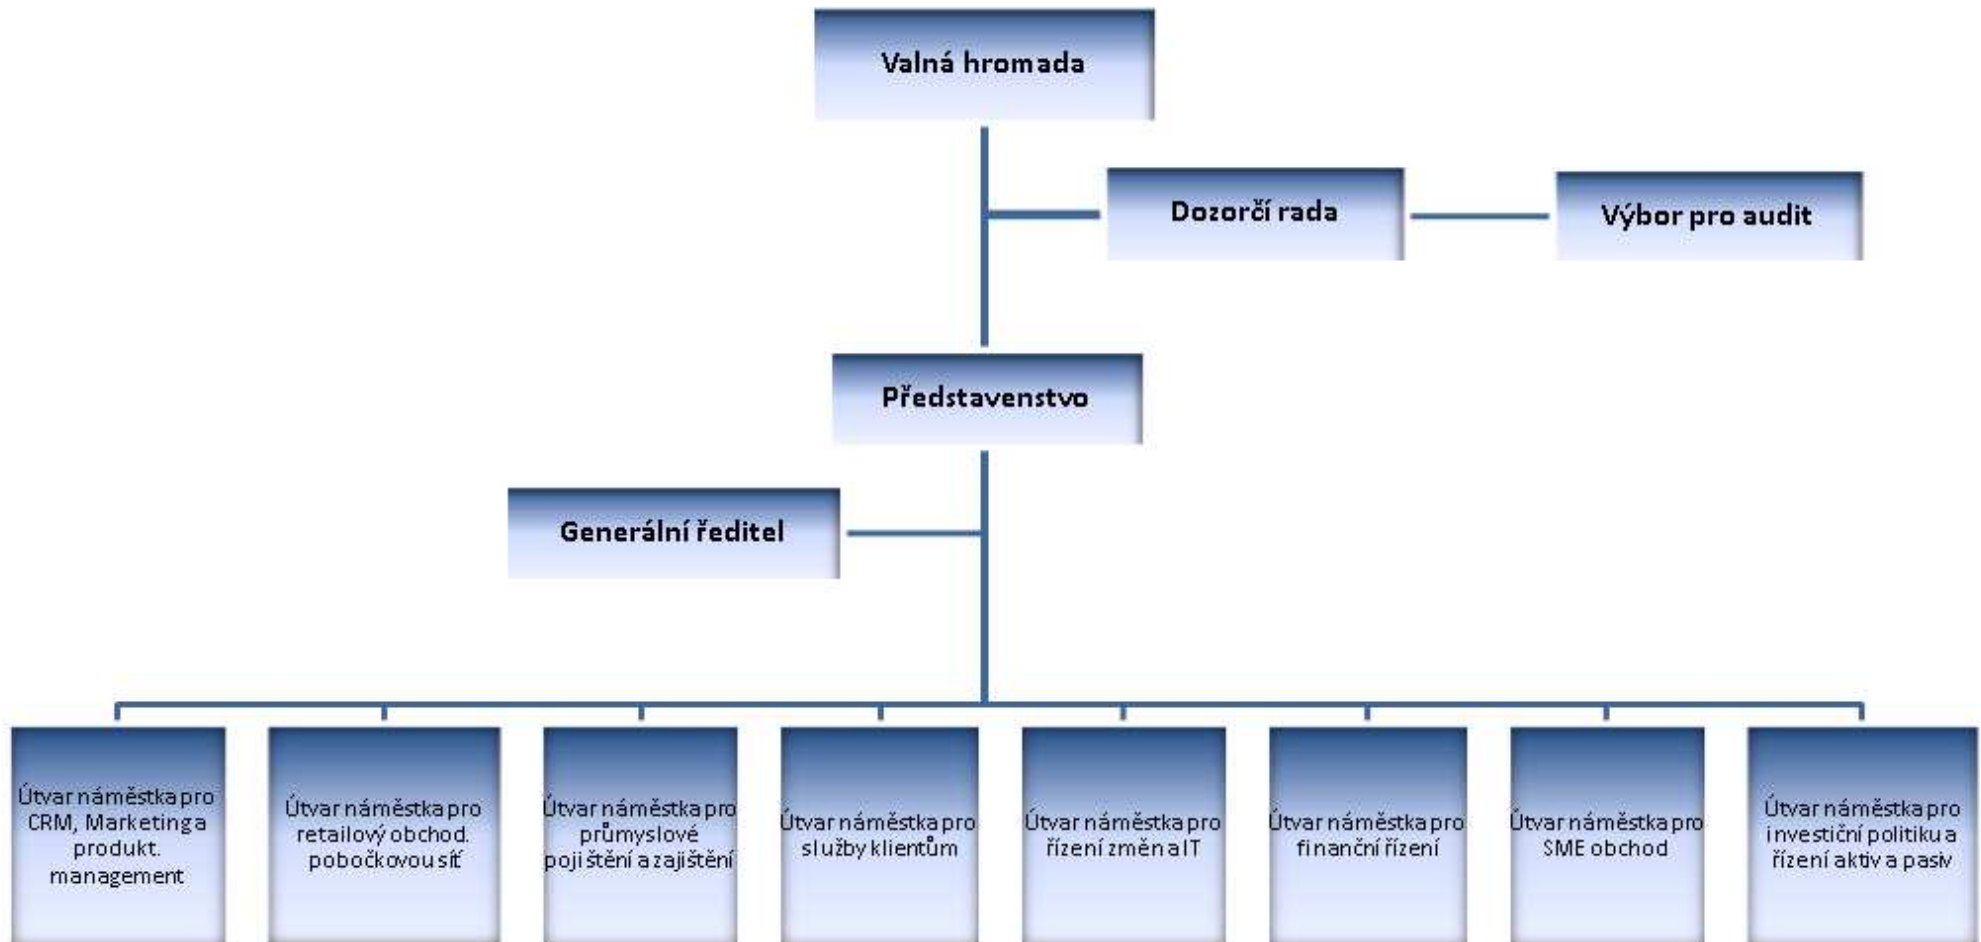 Valná hromada
Dozorčí rada
Výbor pro audit
Představenstvo
Generální ředitel
Útvar náměstka pro
CRM, Marketing a
produkt.
management
Útvar náměstka pro
retailový obchod.
pobočkovou síť
Útvar náměstka pro
průmyslové
pojištění a zajištění
Útvar náměstka pro
služby klientům
Útvar náměstka pro
řízení změn a IT
Útvar náměstka pro
finanční řízení
Útvar náměstka pro
SME obchod
Útvar náměstka pro
investiční politiku a
řízení aktiv a pasiv